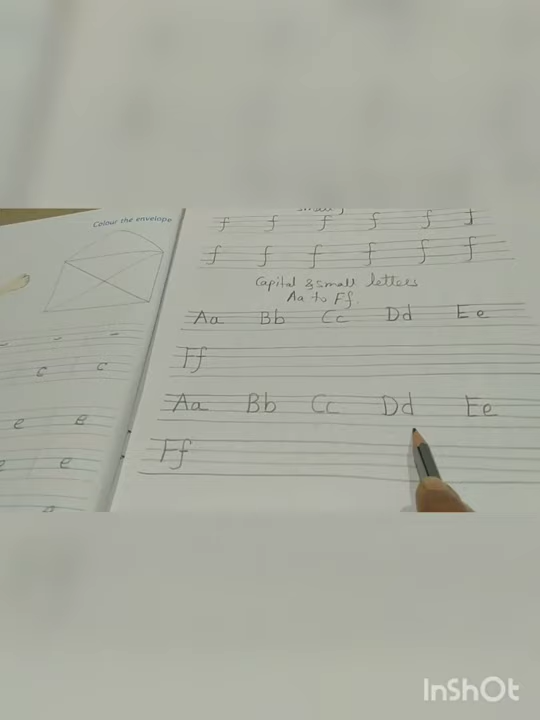 Colour the envelope
c c
e e
e e
f f f f f f
f f f f f f
Capital & small letters
Aa to Ff.
Aa Bb Cc Dd Ee
Ff
Aa Bb Cc Dd Ee
Ff
InShOt